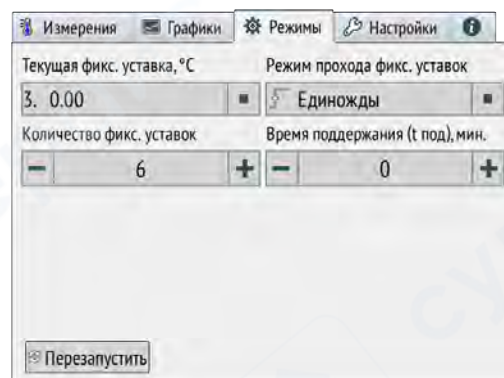 Измерения Графики Режимы Настройки
Текущая фикс. уставка, °C Режим прохода фикс. уставок
3. 0.00 Единожды
Количество фикс. уставок Время поддержания (t под), мин.
− 6 + − 0 +
Перезапустить